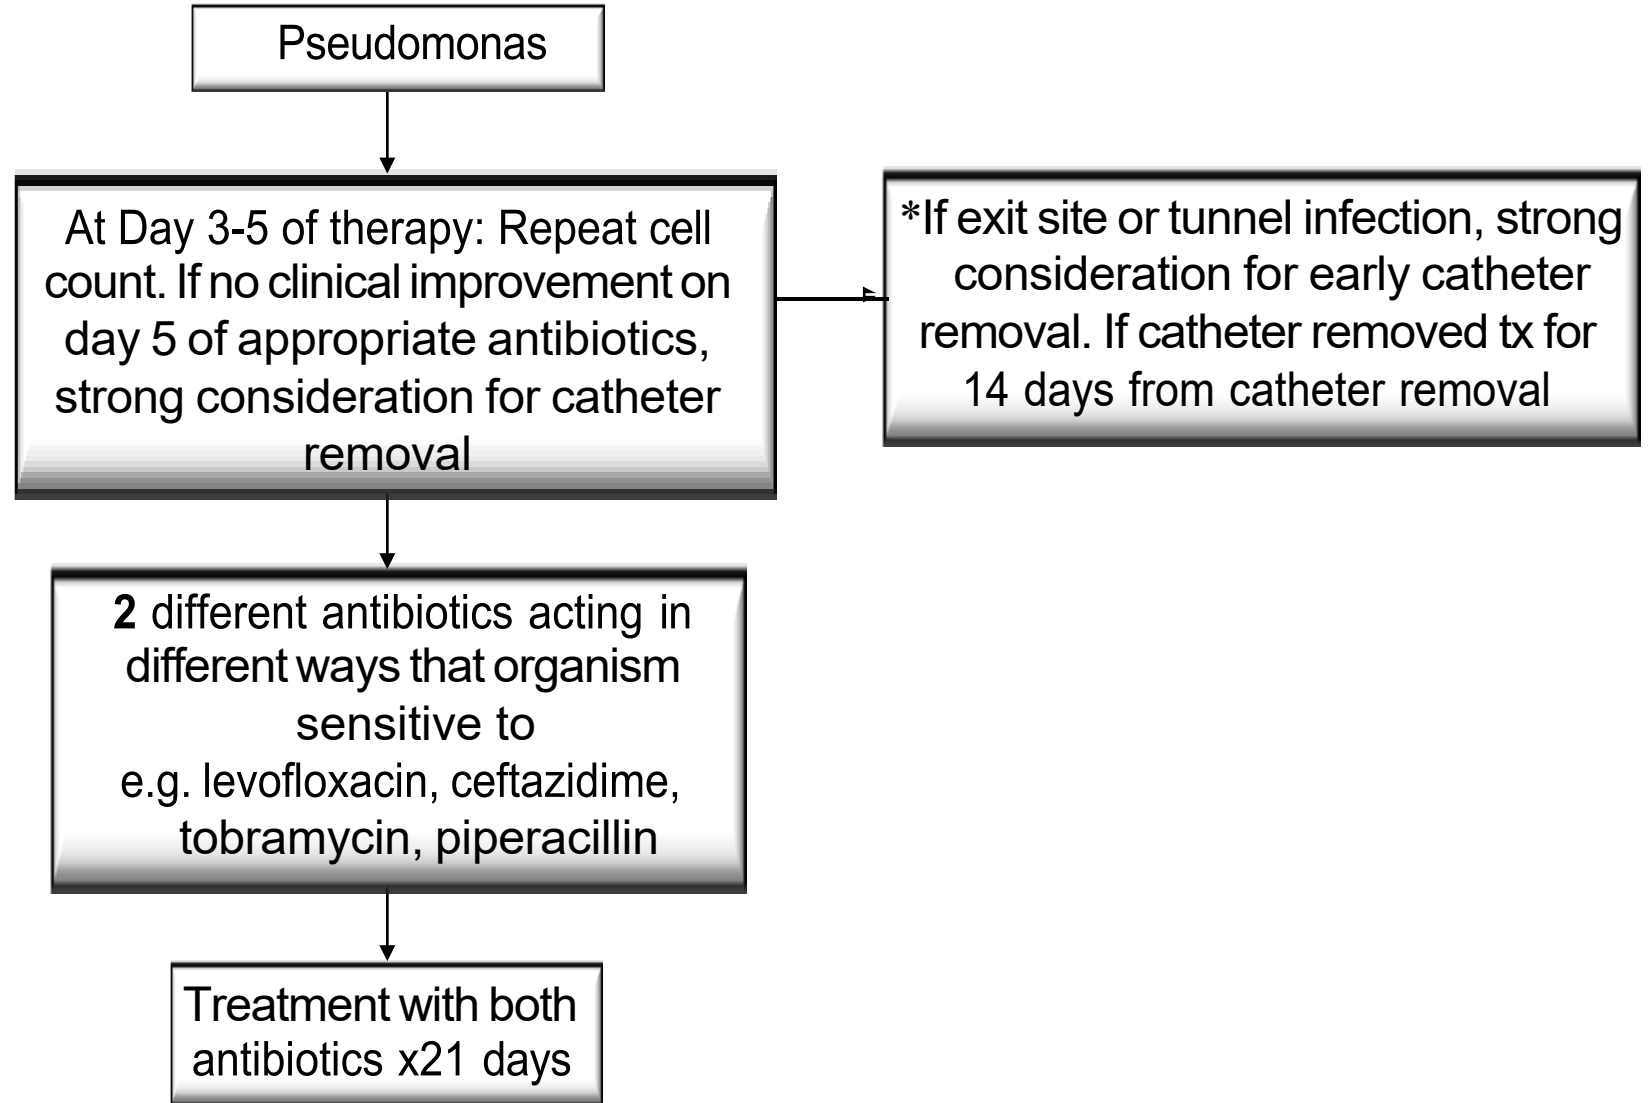 Pseudomonas
At Day 3-5 of therapy: Repeat cell
count. If no clinical improvement on
day 5 of appropriate antibiotics,
strong consideration for catheter
removal
*If exit site or tunnel infection, strong
consideration for early catheter
removal. If catheter removed tx for
14 days from catheter removal
2 different antibiotics acting in
different ways that organism
sensitive to
e.g. levofloxacin, ceftazidime,
tobramycin, piperacillin
Treatment with both
antibiotics x21 days